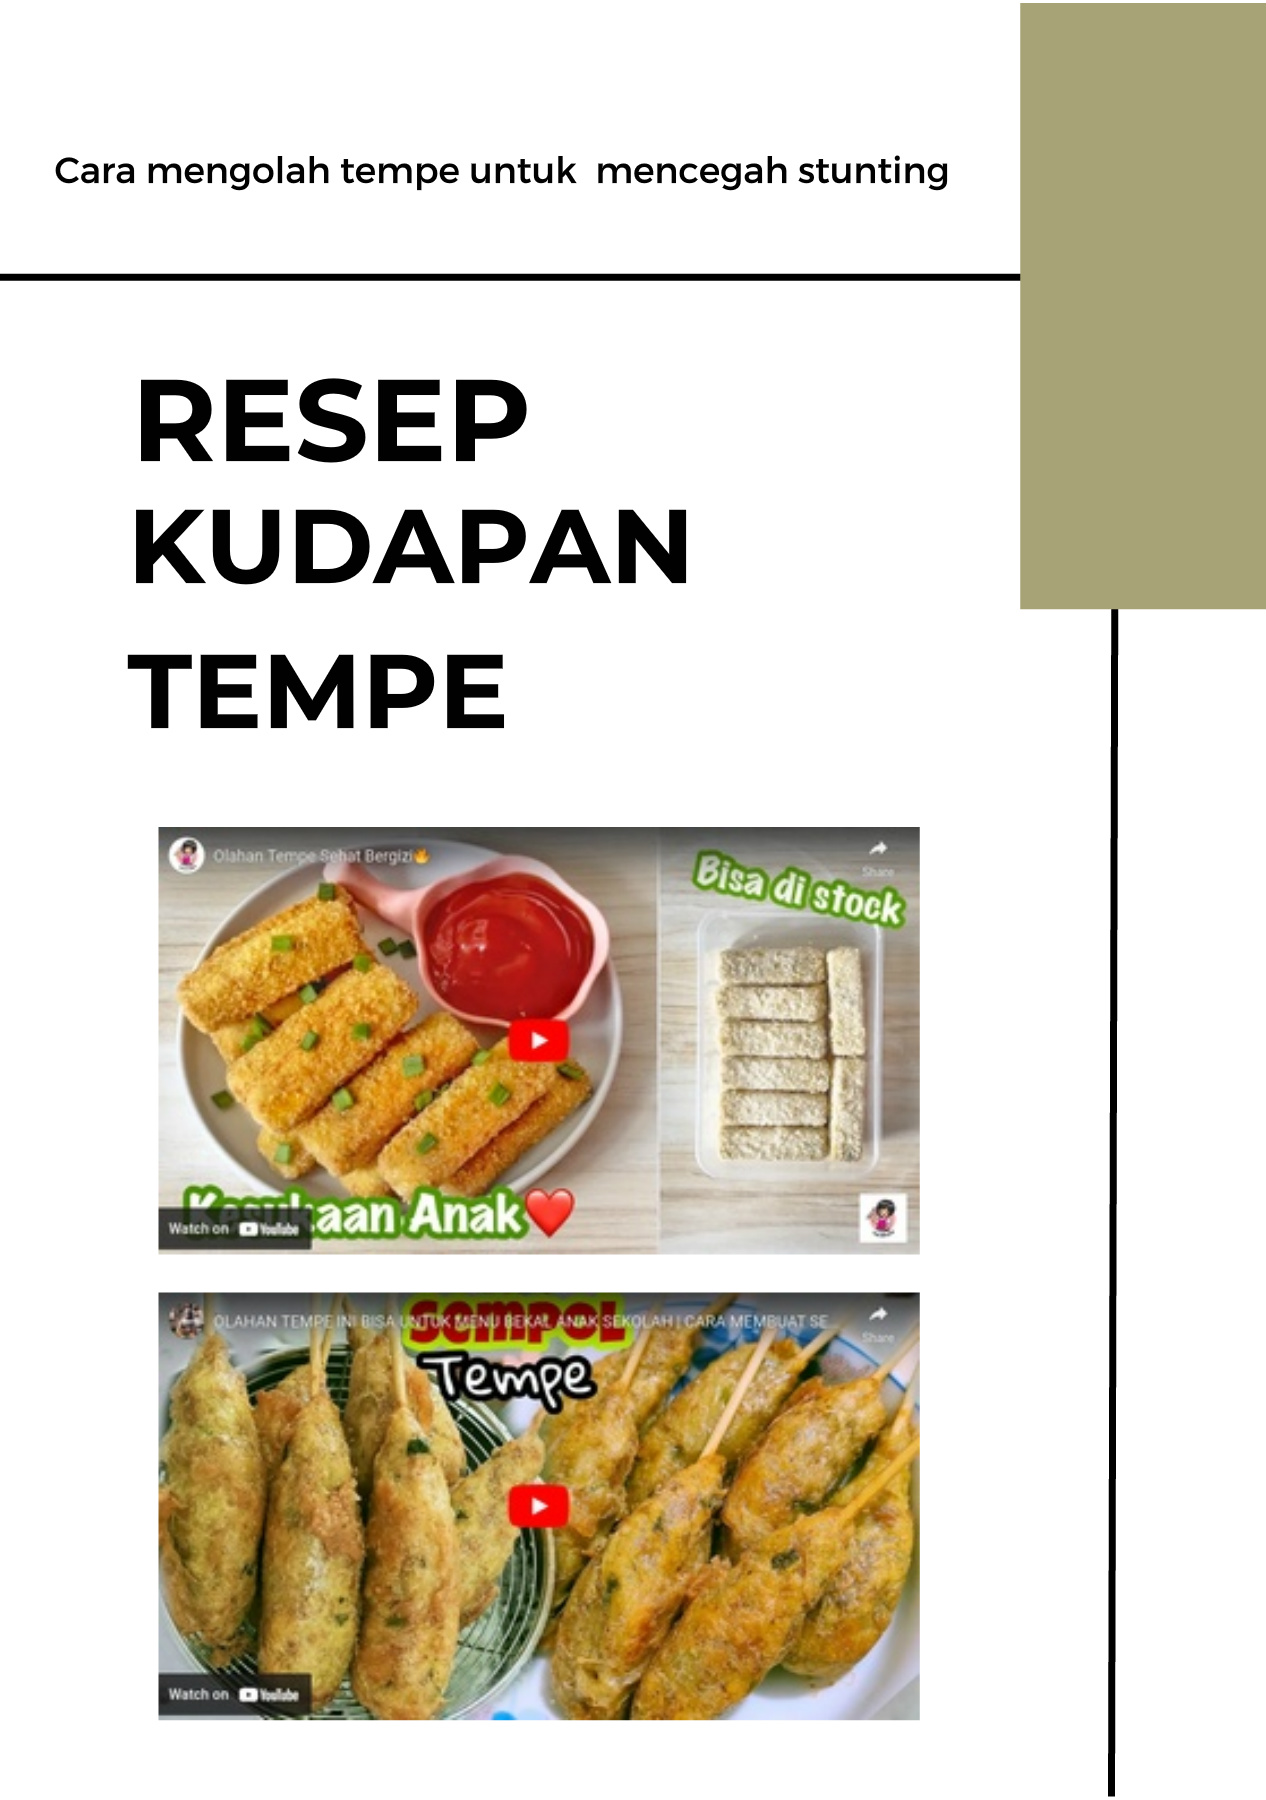 Cara mengolah tempe untuk  mencegah stunting
RESEP
KUDAPAN
TEMPE
Olahan Tempe Sehat Bergizi🔥
Share
Bisa di stock
Kesukaan Anak❤️
Watch on YouTube
OLAHAN TEMPE INI BISA UNTUK MENU BEKAL ANAK SEKOLAH | CARA MEMBUAT SE
Share
SEMPOL
Tempe
Watch on YouTube